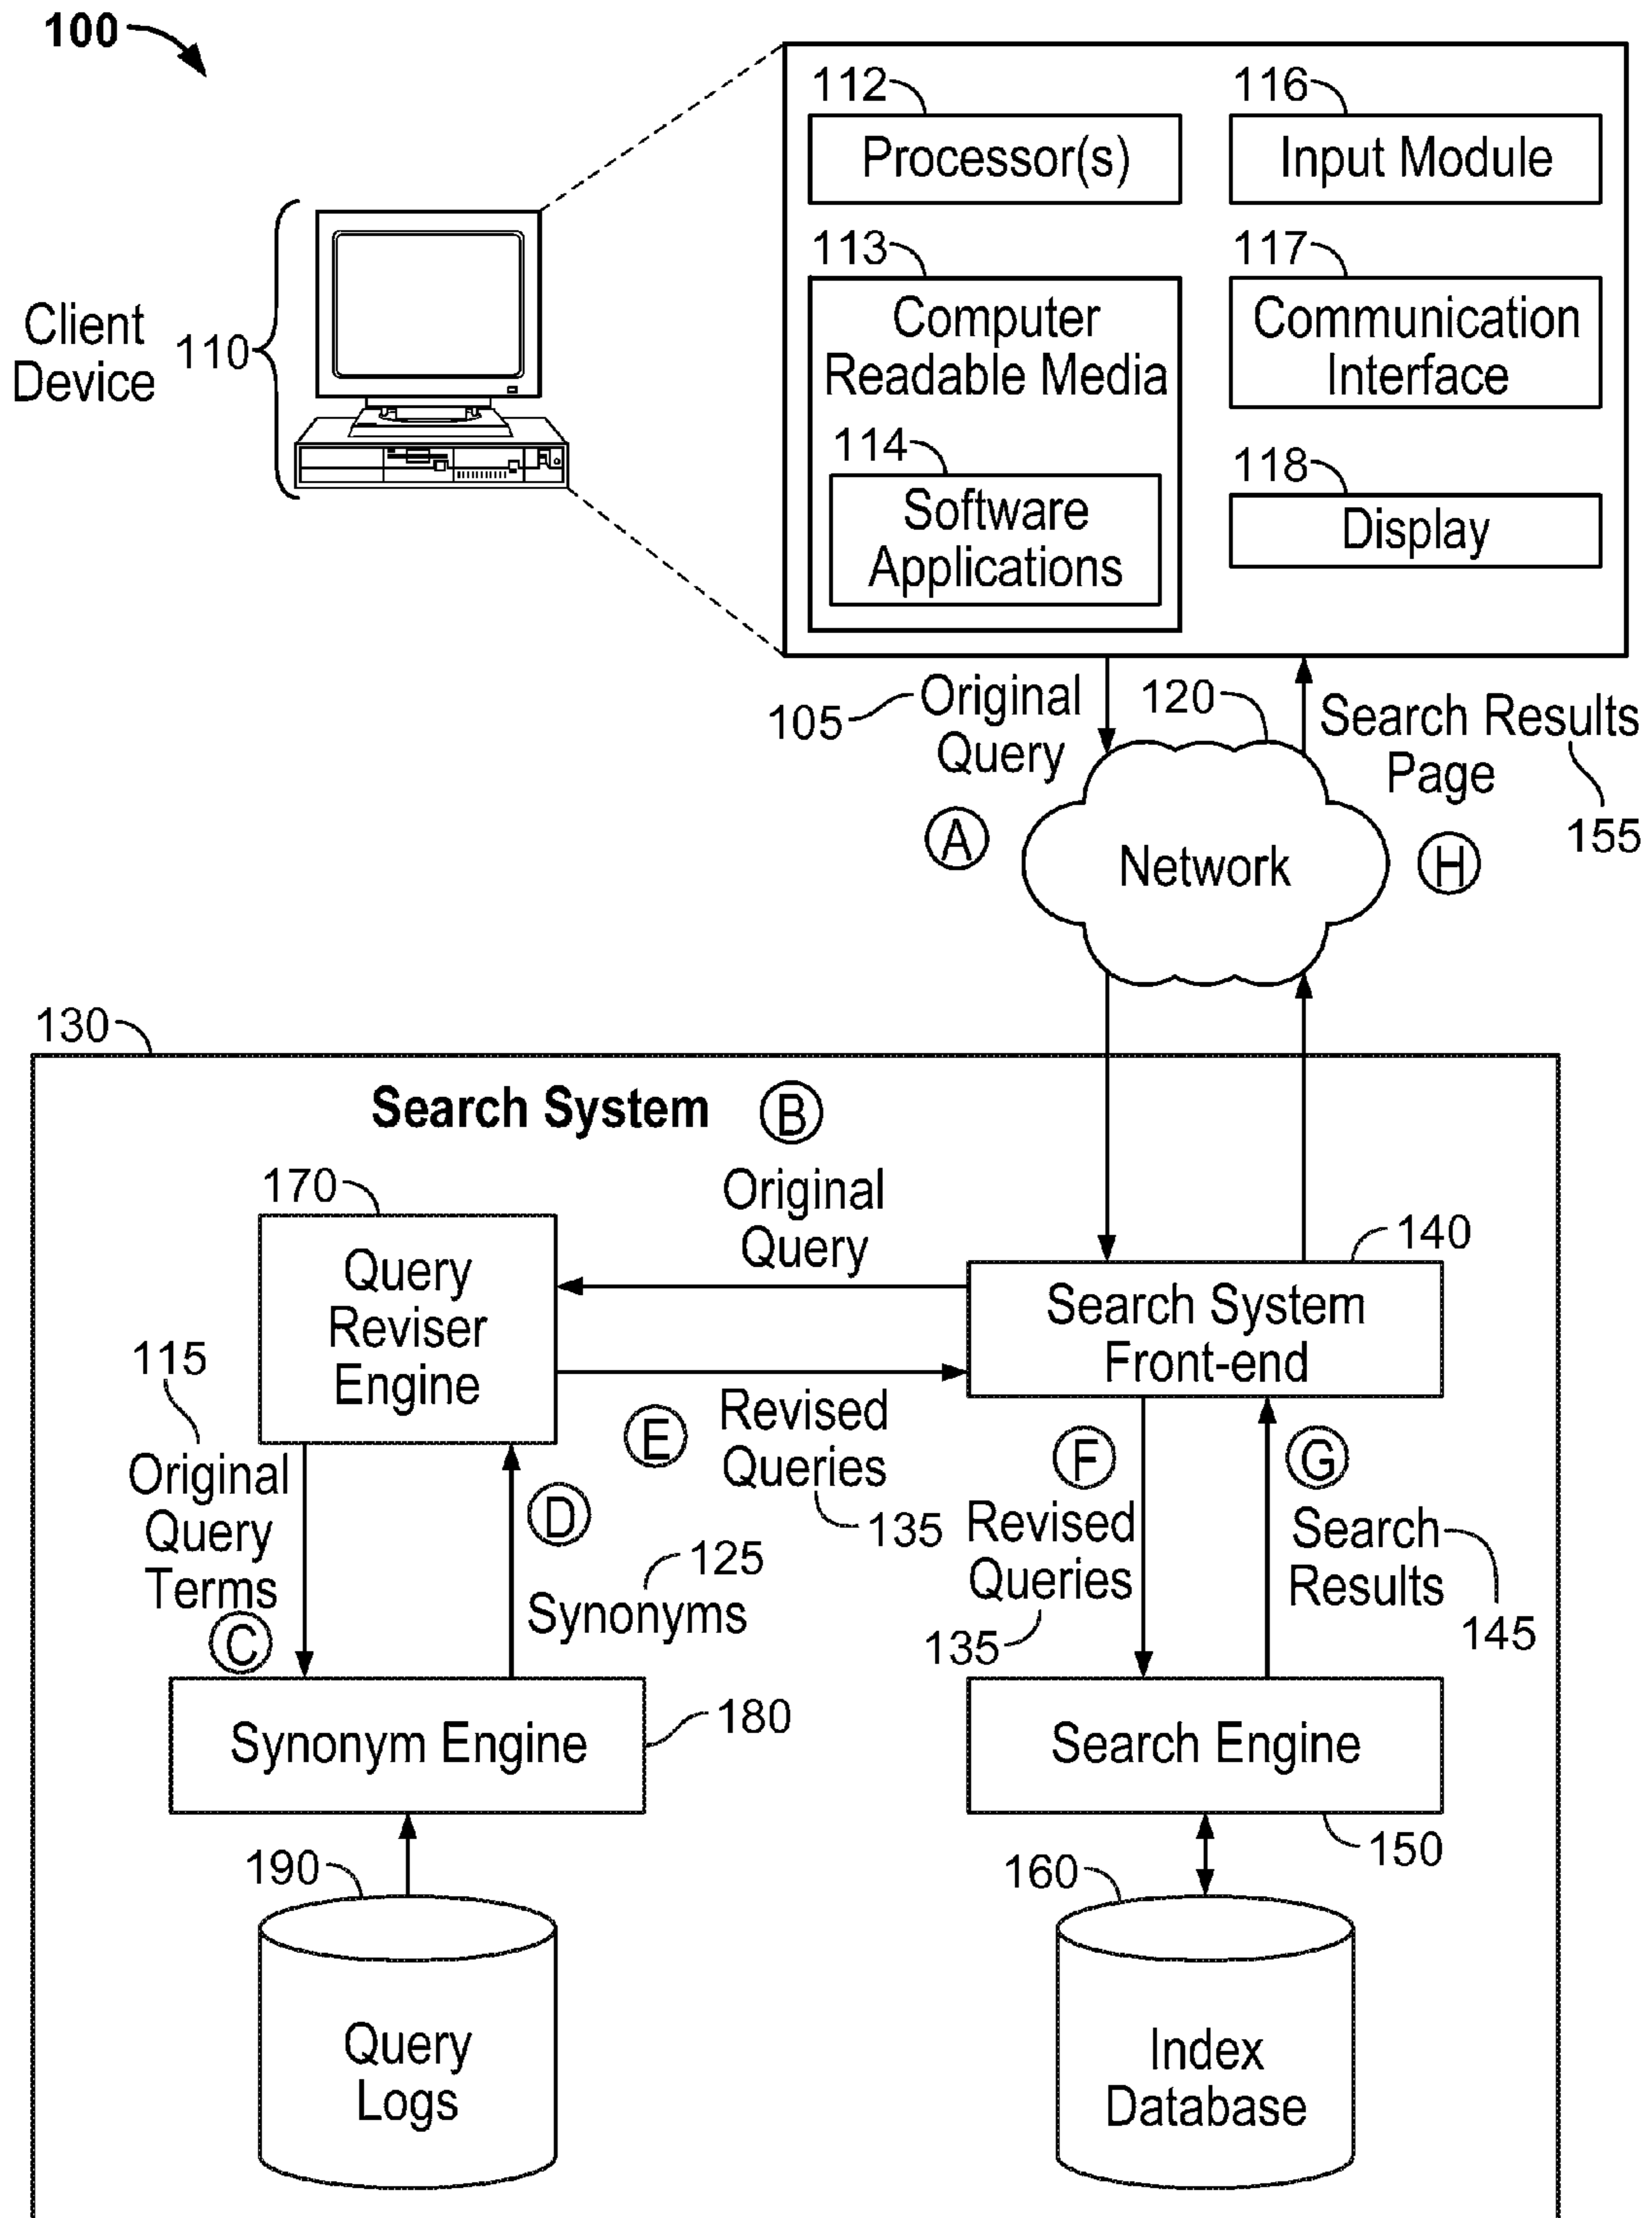 100
112
Processor(s)
116
Input Module
113
Computer
Readable Media
117
Communication
Interface
114
Software
Applications
118
Display
Client
Device
110
105
Original
Query
120
Search Results
Page
155
A
Network
H
130
Search System
B
170
Original
Query
140
Query
Reviser
Engine
Search System
Front-end
115
Original
Query
Terms
C
D
125
Synonyms
E
Revised
Queries
135
F
Revised
Queries
135
G
Search
Results
145
Synonym Engine
180
Search Engine
150
190
Query
Logs
160
Index
Database